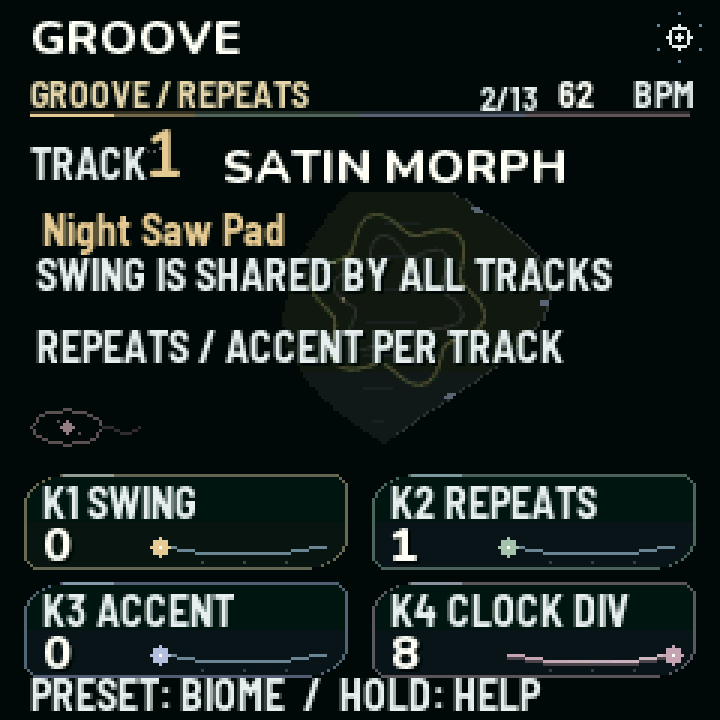 GROOVE
GROOVE / REPEATS 2/13 62 BPM
TRACK 1 SATIN MORPH
Night Saw Pad
SWING IS SHARED BY ALL TRACKS
REPEATS / ACCENT PER TRACK
K1 SWING K2 REPEATS
0 1
K3 ACCENT K4 CLOCK DIV
0 8
PRESET: BIOME / HOLD: HELP